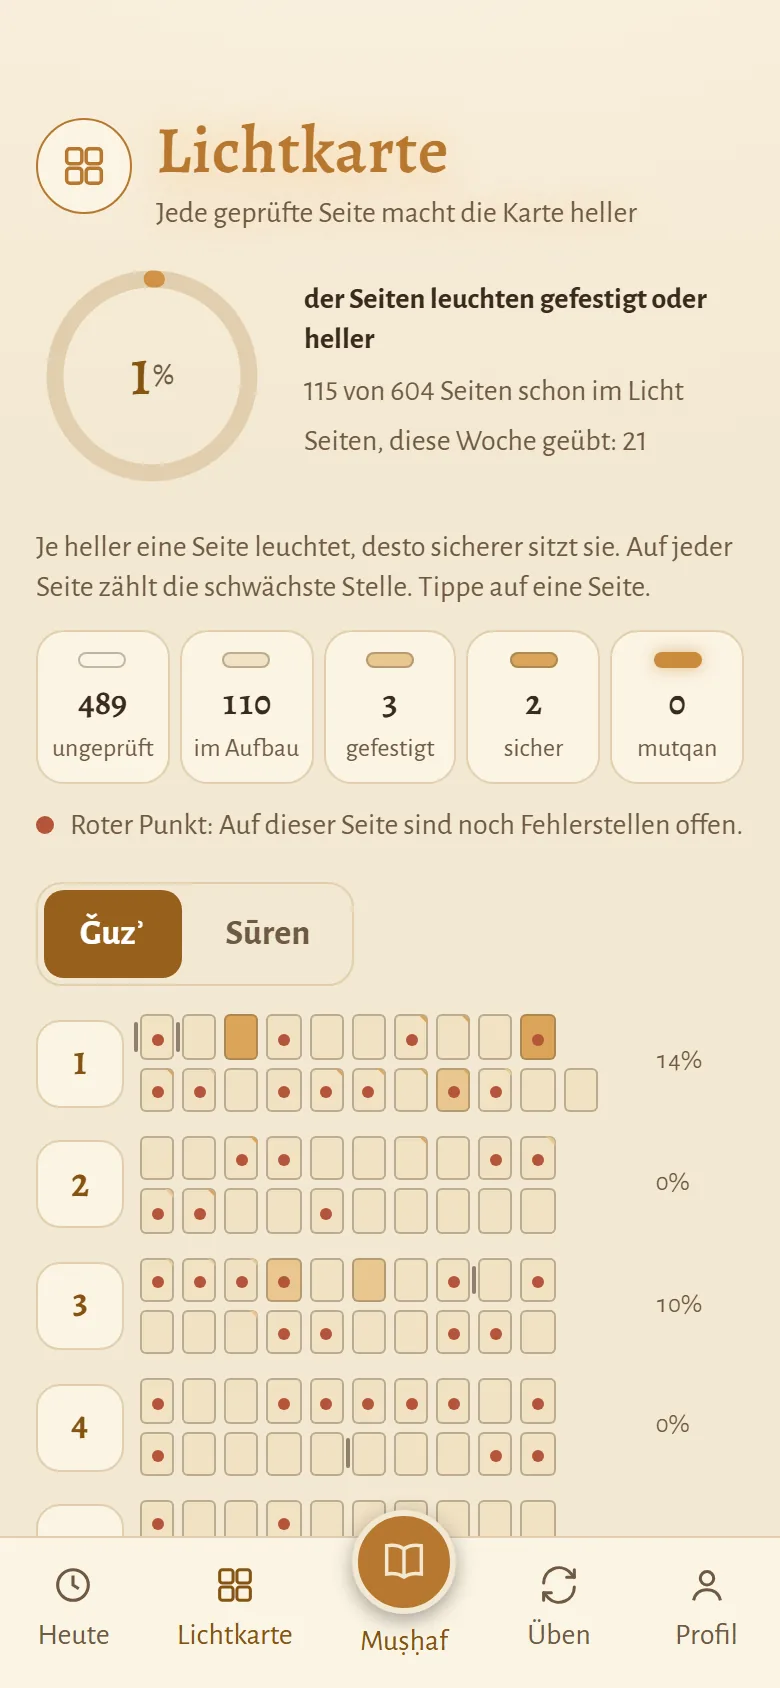 Lichtkarte
Jede geprüfte Seite macht die Karte heller
1%
der Seiten leuchten gefestigt oder
heller
115 von 604 Seiten schon im Licht
Seiten, diese Woche geübt: 21
Je heller eine Seite leuchtet, desto sicherer sitzt sie. Auf jeder
Seite zählt die schwächste Stelle. Tippe auf eine Seite.
489 110 3 2 0
ungeprüft im Aufbau gefestigt sicher mutqan
Roter Punkt: Auf dieser Seite sind noch Fehlerstellen offen.
Ǧuzʾ Sūren
1 14%
2 0%
3 10%
4 0%
Heute Lichtkarte Muṣḥaf Üben Profil